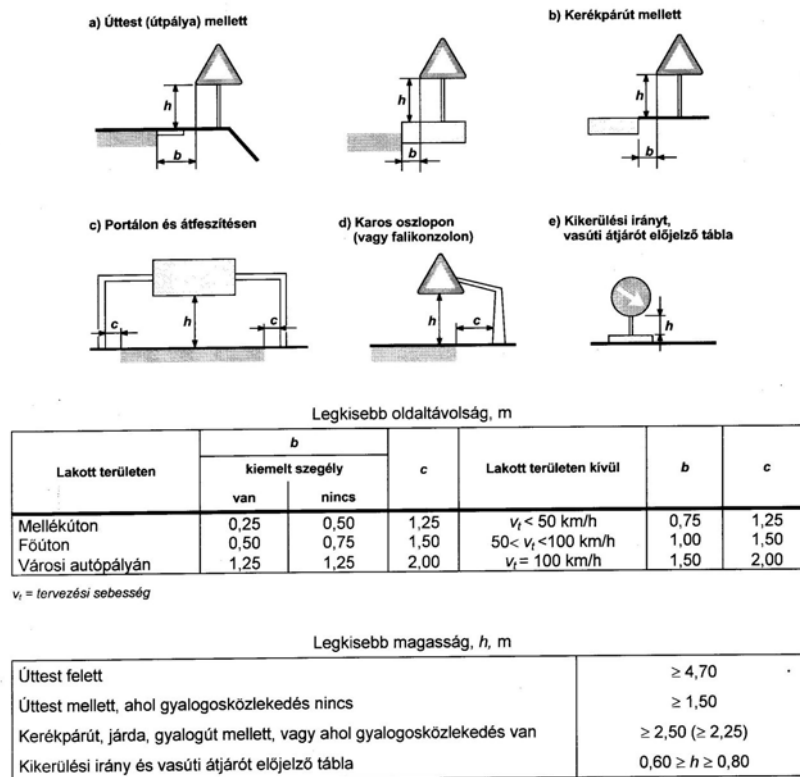 a) Úttest (útpálya) mellett
b) Kerékpárút mellett
h
b
h
b
h
b
c) Portálon és átfeszítésen
d) Karos oszlopon
(vagy falikonzolon)
e) Kikerülési irányt,
vasúti átjárót előjelző tábla
c
h
c
h
c
h
Legkisebb oldaltávolság, m
Lakott területen
b
kiemelt szegély
van nincs
c
Lakott területen kívül
b
c
Mellékúton 0,25 0,50 1,25 vt < 50 km/h 0,75 1,25
Főúton 0,50 0,75 1,50 50< vt <100 km/h 1,00 1,50
Városi autópályán 1,25 1,25 2,00 vt = 100 km/h 1,50 2,00
vt = tervezési sebesség
Legkisebb magasság, h, m
Úttest felett ≥ 4,70
Úttest mellett, ahol gyalogosközlekedés nincs ≥ 1,50
Kerékpárút, járda, gyalogút mellett, vagy ahol gyalogosközlekedés van ≥ 2,50 (≥ 2,25)
Kikerülési irány és vasúti átjárót előjelző tábla 0,60 ≥ h ≥ 0,80